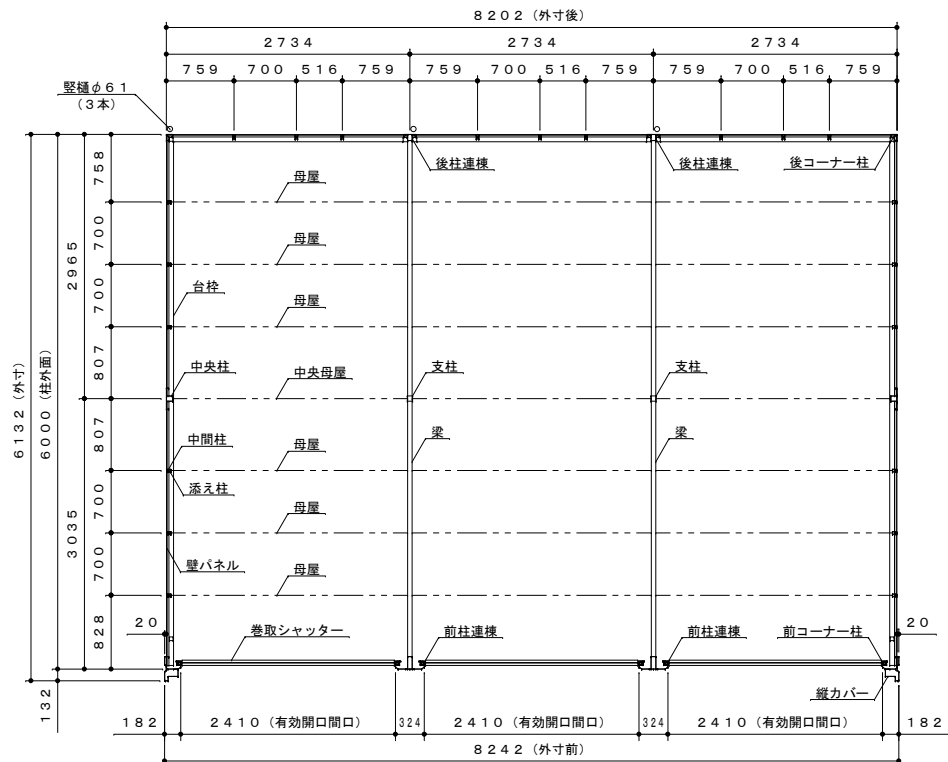 8202 (外寸後)
2734 2734 2734
759 700 516 759 759 700 516 759 759 700 516 759
竪樋φ61
(3本)
後柱連棟 後柱連棟 後コーナー柱
758
母屋
700
母屋
2965
700
台枠
母屋
807
中央柱 中央母屋 支柱 支柱
6132 (外寸)
6000 (柱外面)
807
中間柱 母屋 梁 梁
添え柱
700
母屋
3035
壁パネル
700
母屋
20 20
828
巻取シャッター 前柱連棟 前柱連棟 前コーナー柱
132
縦カバー
182 2410 (有効開口間口) 324 2410 (有効開口間口) 324 2410 (有効開口間口) 182
8242 (外寸前)